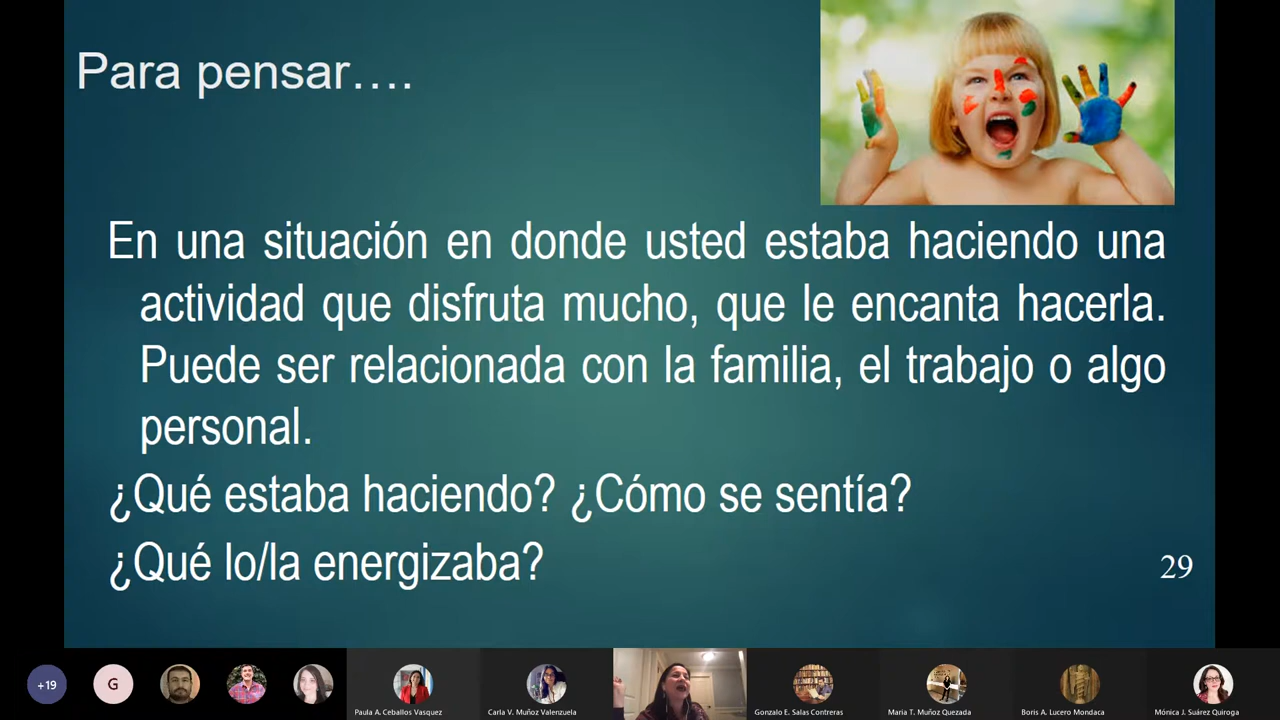 Para pensar....
En una situación en donde usted estaba haciendo una
actividad que disfruta mucho, que le encanta hacerla.
Puede ser relacionada con la familia, el trabajo o algo
personal.
¿Qué estaba haciendo? ¿Cómo se sentía?
¿Qué lo/la energizaba?
29
+19
G
Paula A. Ceballos Vasquez
Carla V. Muñoz Valenzuela
Gonzalo E. Salas Contreras
Maria T. Muñoz Quezada
Boris A. Lucero Mondaca
Mónica J. Suárez Quiroga